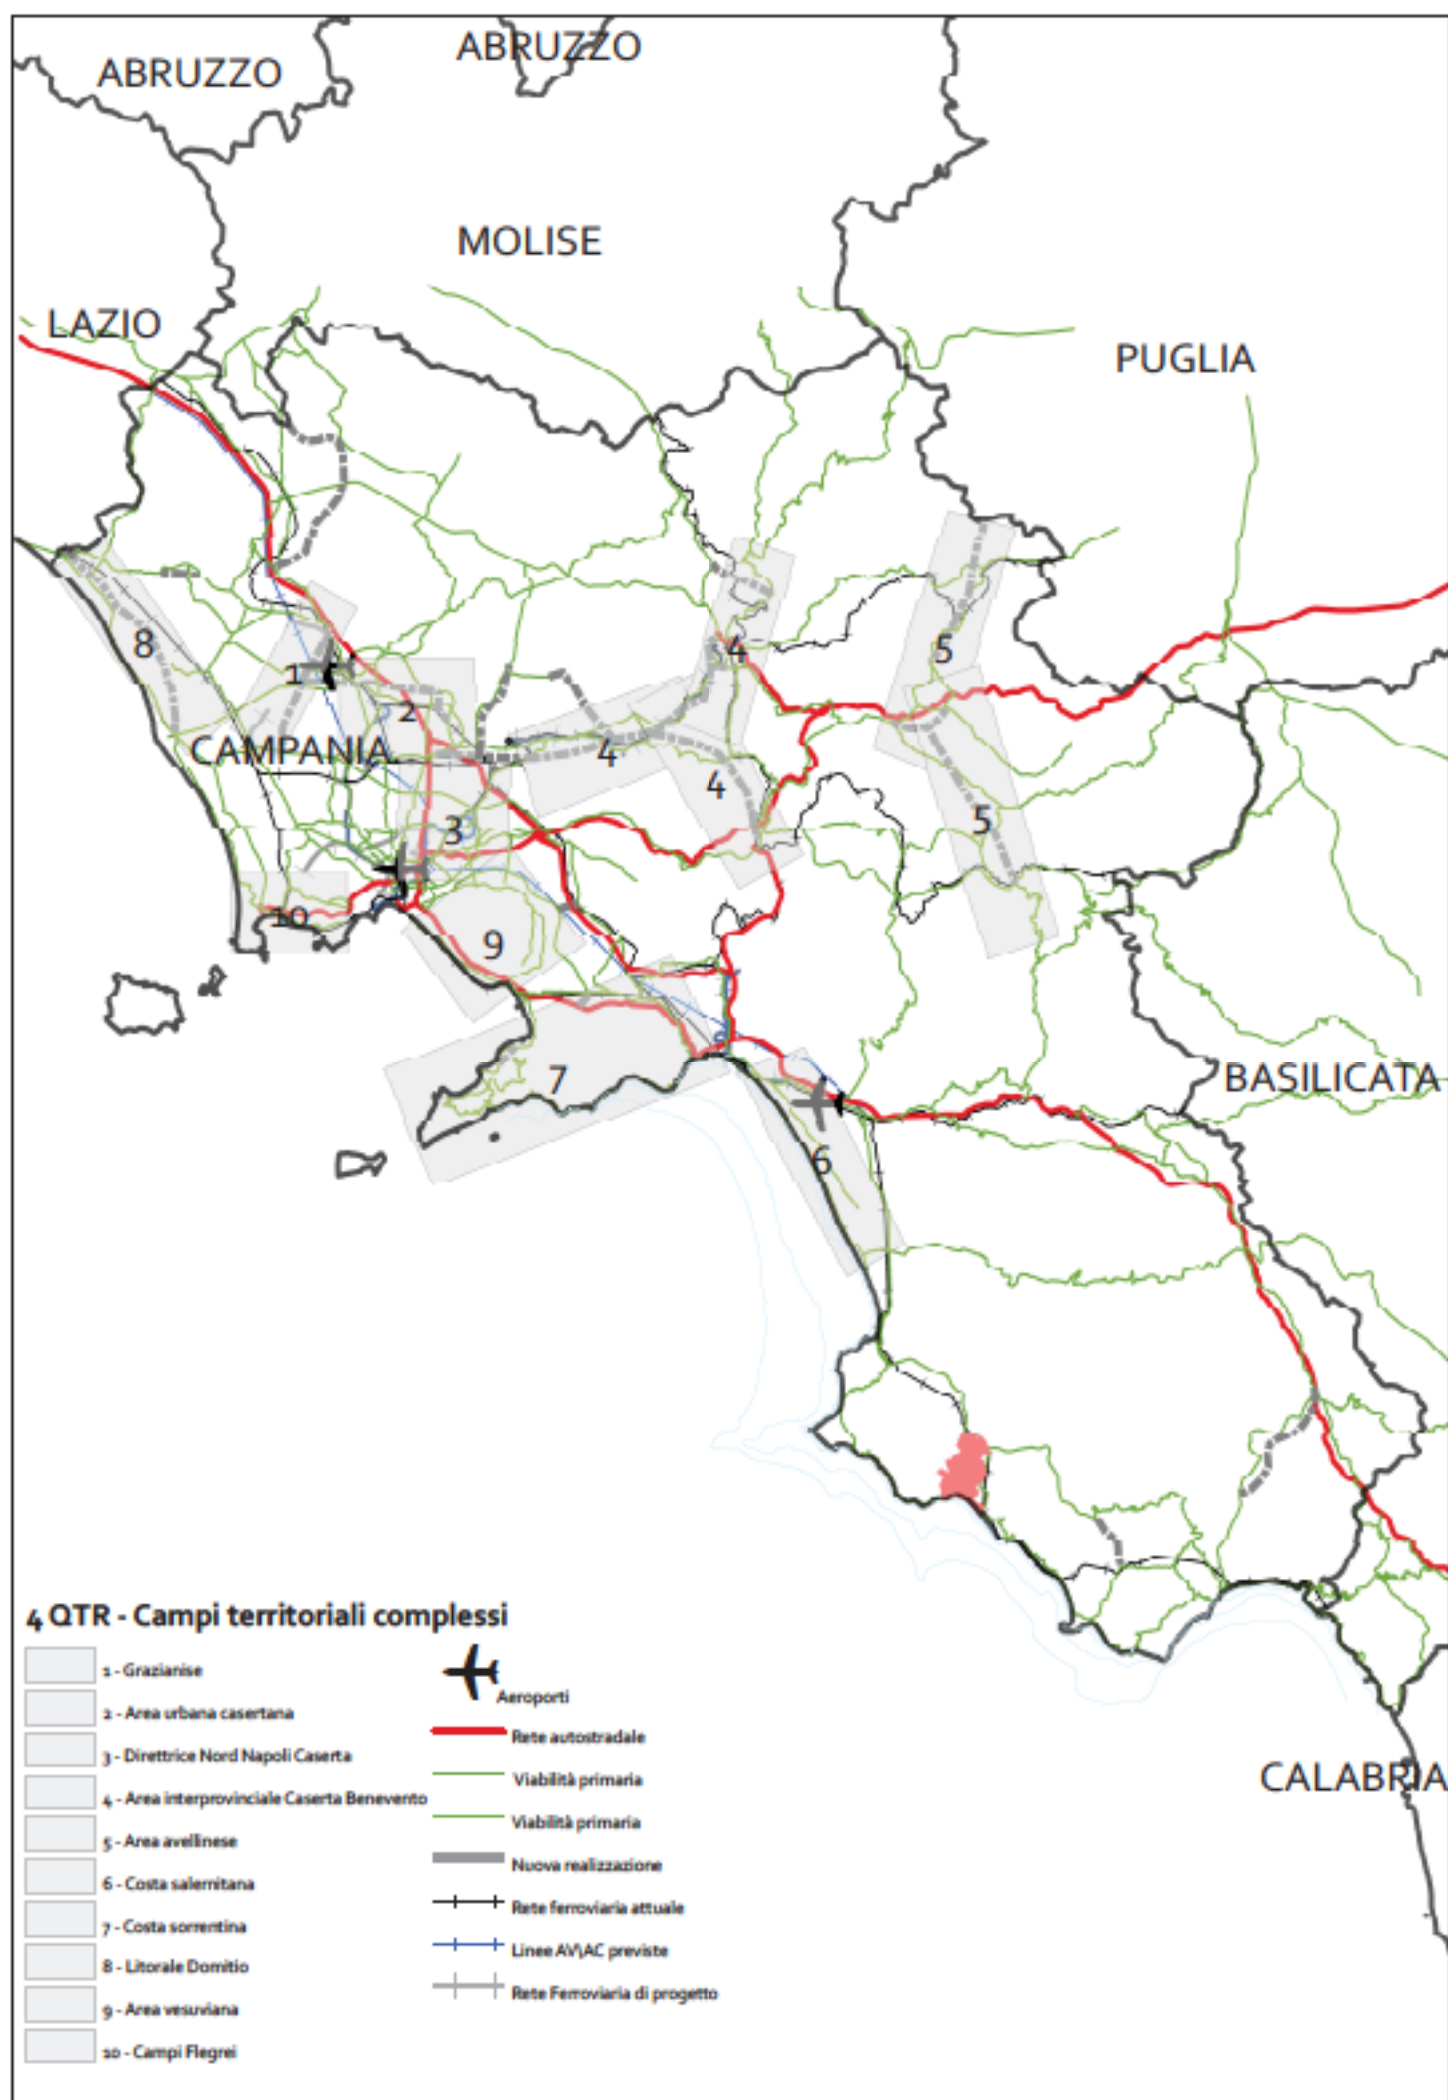 ABRUZZO
ABRUZZO
MOLISE
LAZIO
PUGLIA
8
4
5
1
2
CAMPANIA
4
4
3
5
10
9
7
BASILICATA
6
CALABRIA
4 QTR - Campi territoriali complessi
1 - Grazianise
2 - Area urbana casertana
3 - Direttrice Nord Napoli Caserta
4 - Area interprovinciale Caserta Benevento
5 - Area avellinese
6 - Costa salernitana
7 - Costa sorrentina
8 - Litorale Domitio
9 - Area vesuviana
10 - Campi Flegrei
Aeroporti
Rete autostradale
Viabilità primaria
Viabilità primaria
Nuova realizzazione
Rete ferroviaria attuale
Linee AV\AC previste
Rete Ferroviaria di progetto